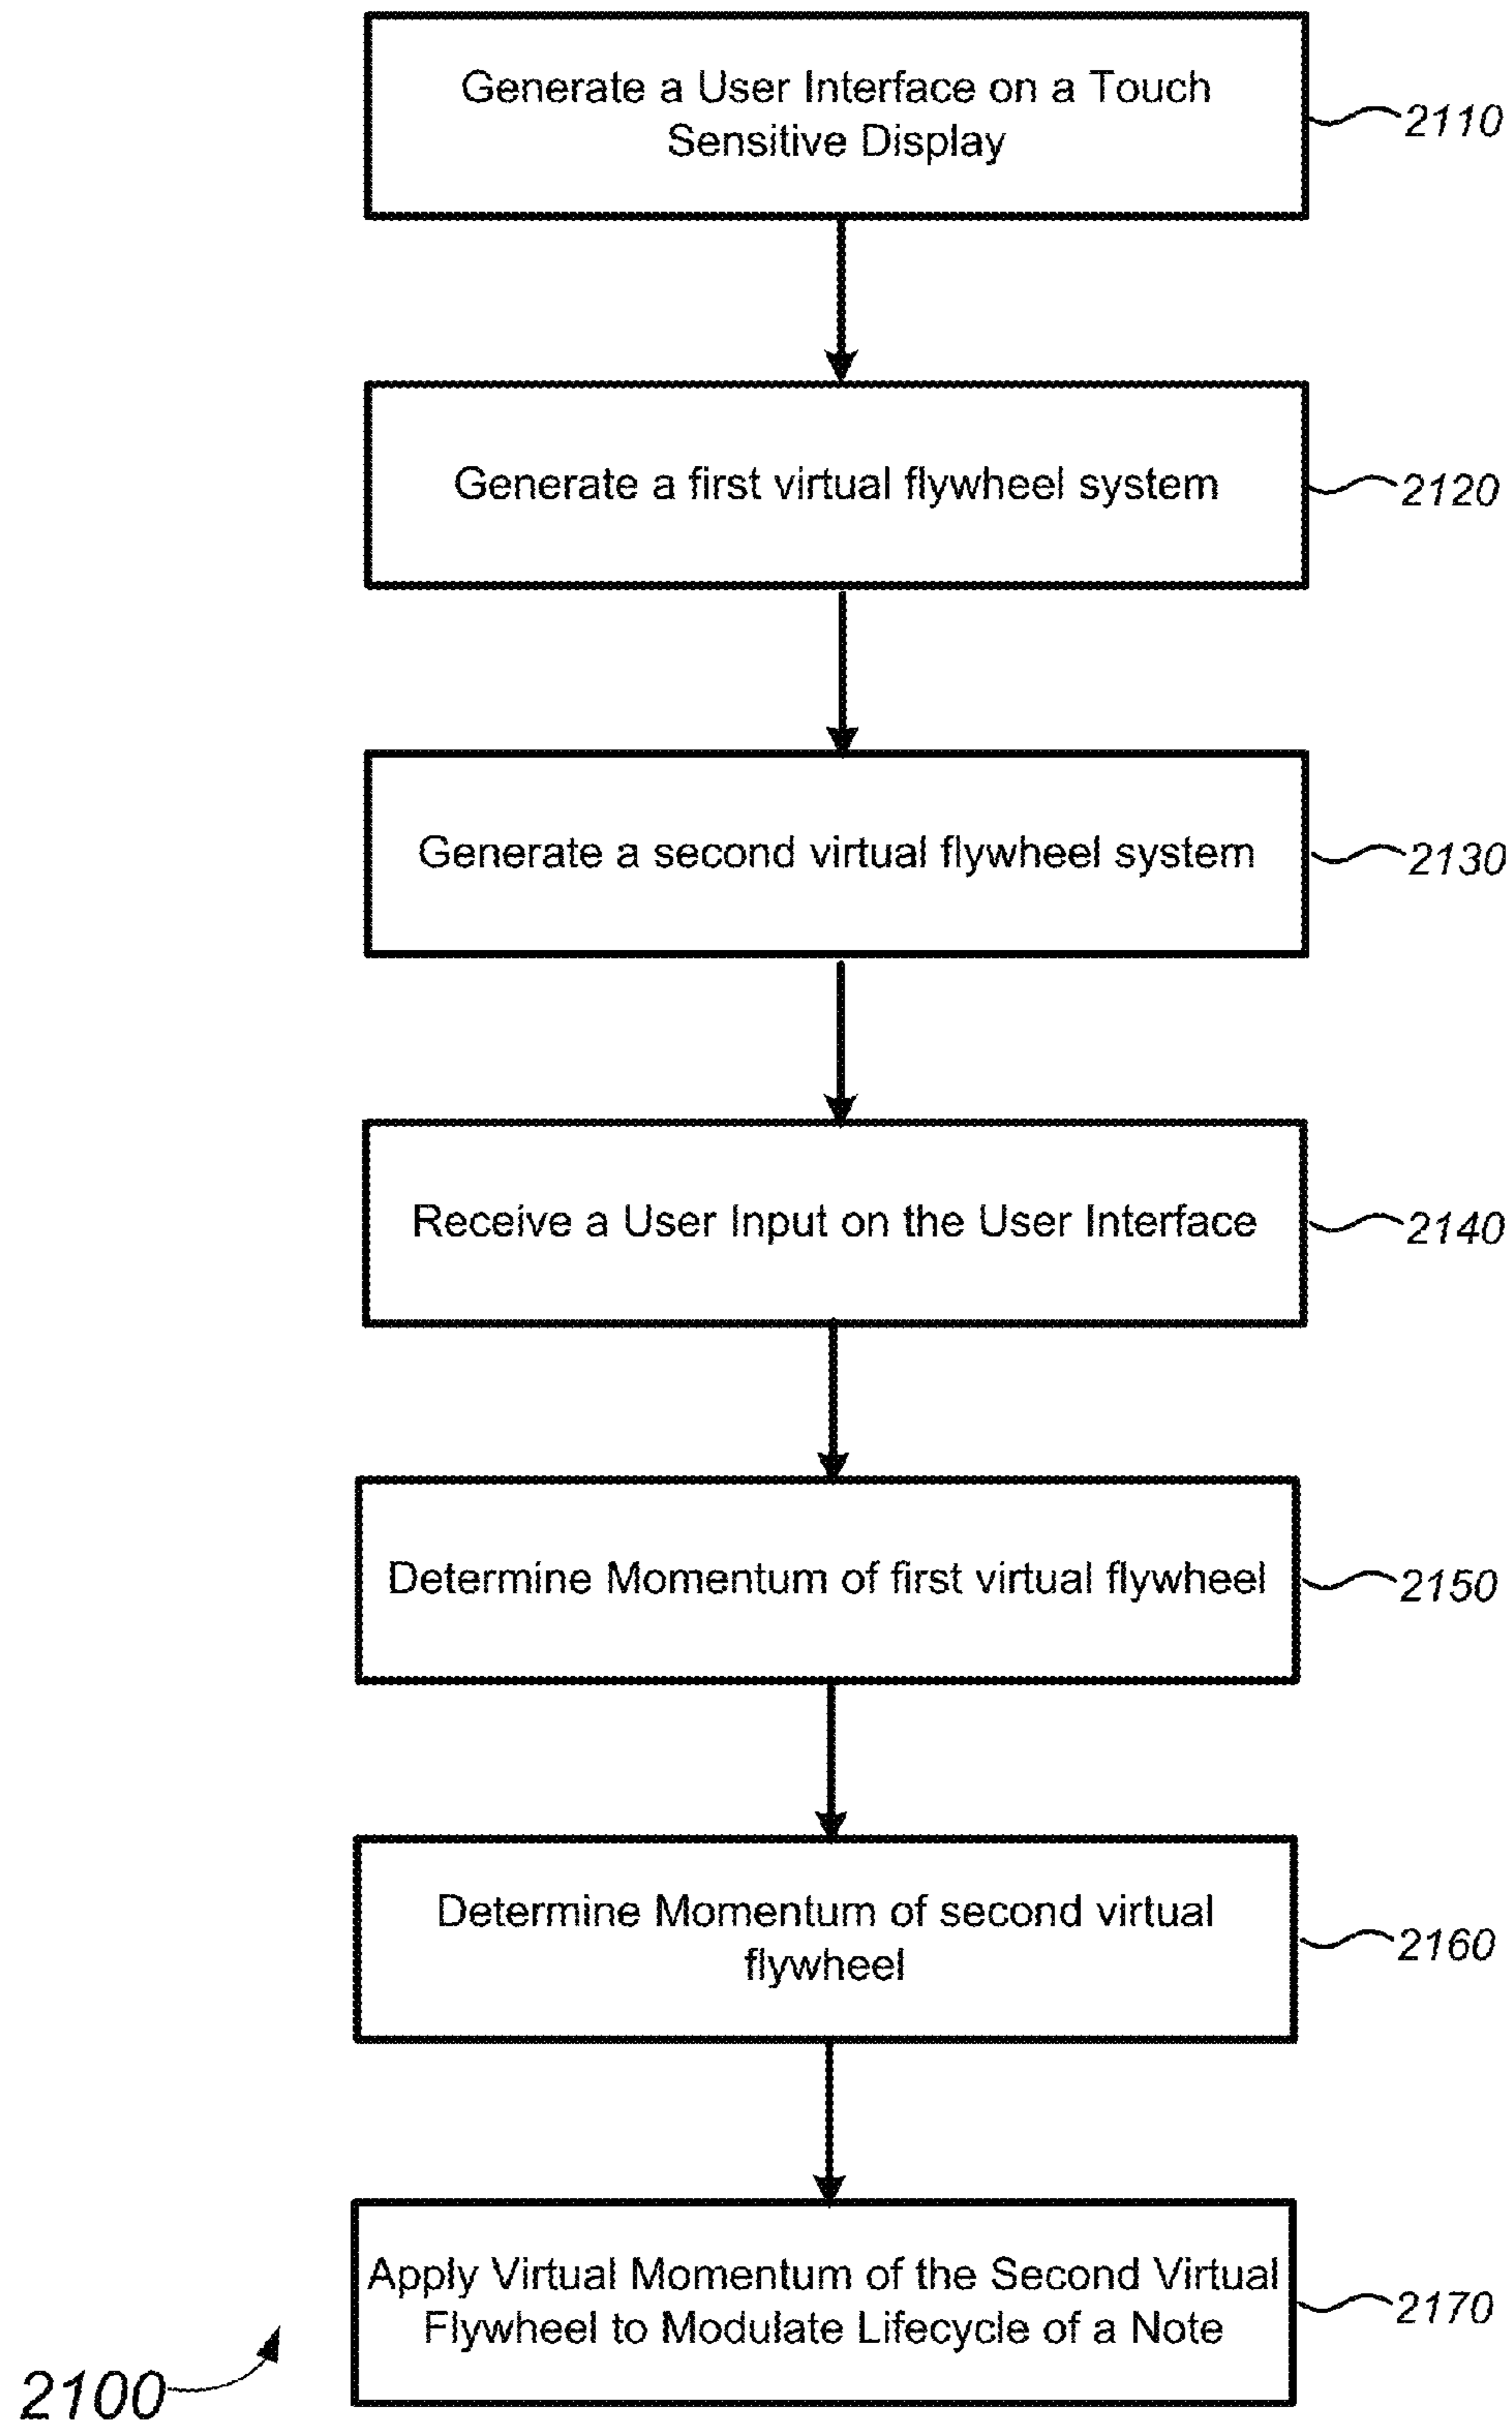 Generate a User Interface on a Touch
Sensitive Display
2110
Generate a first virtual flywheel system
2120
Generate a second virtual flywheel system
2130
Receive a User Input on the User Interface
2140
Determine Momentum of first virtual flywheel
2150
Determine Momentum of second virtual
flywheel
2160
Apply Virtual Momentum of the Second Virtual
Flywheel to Modulate Lifecycle of a Note
2170
2100